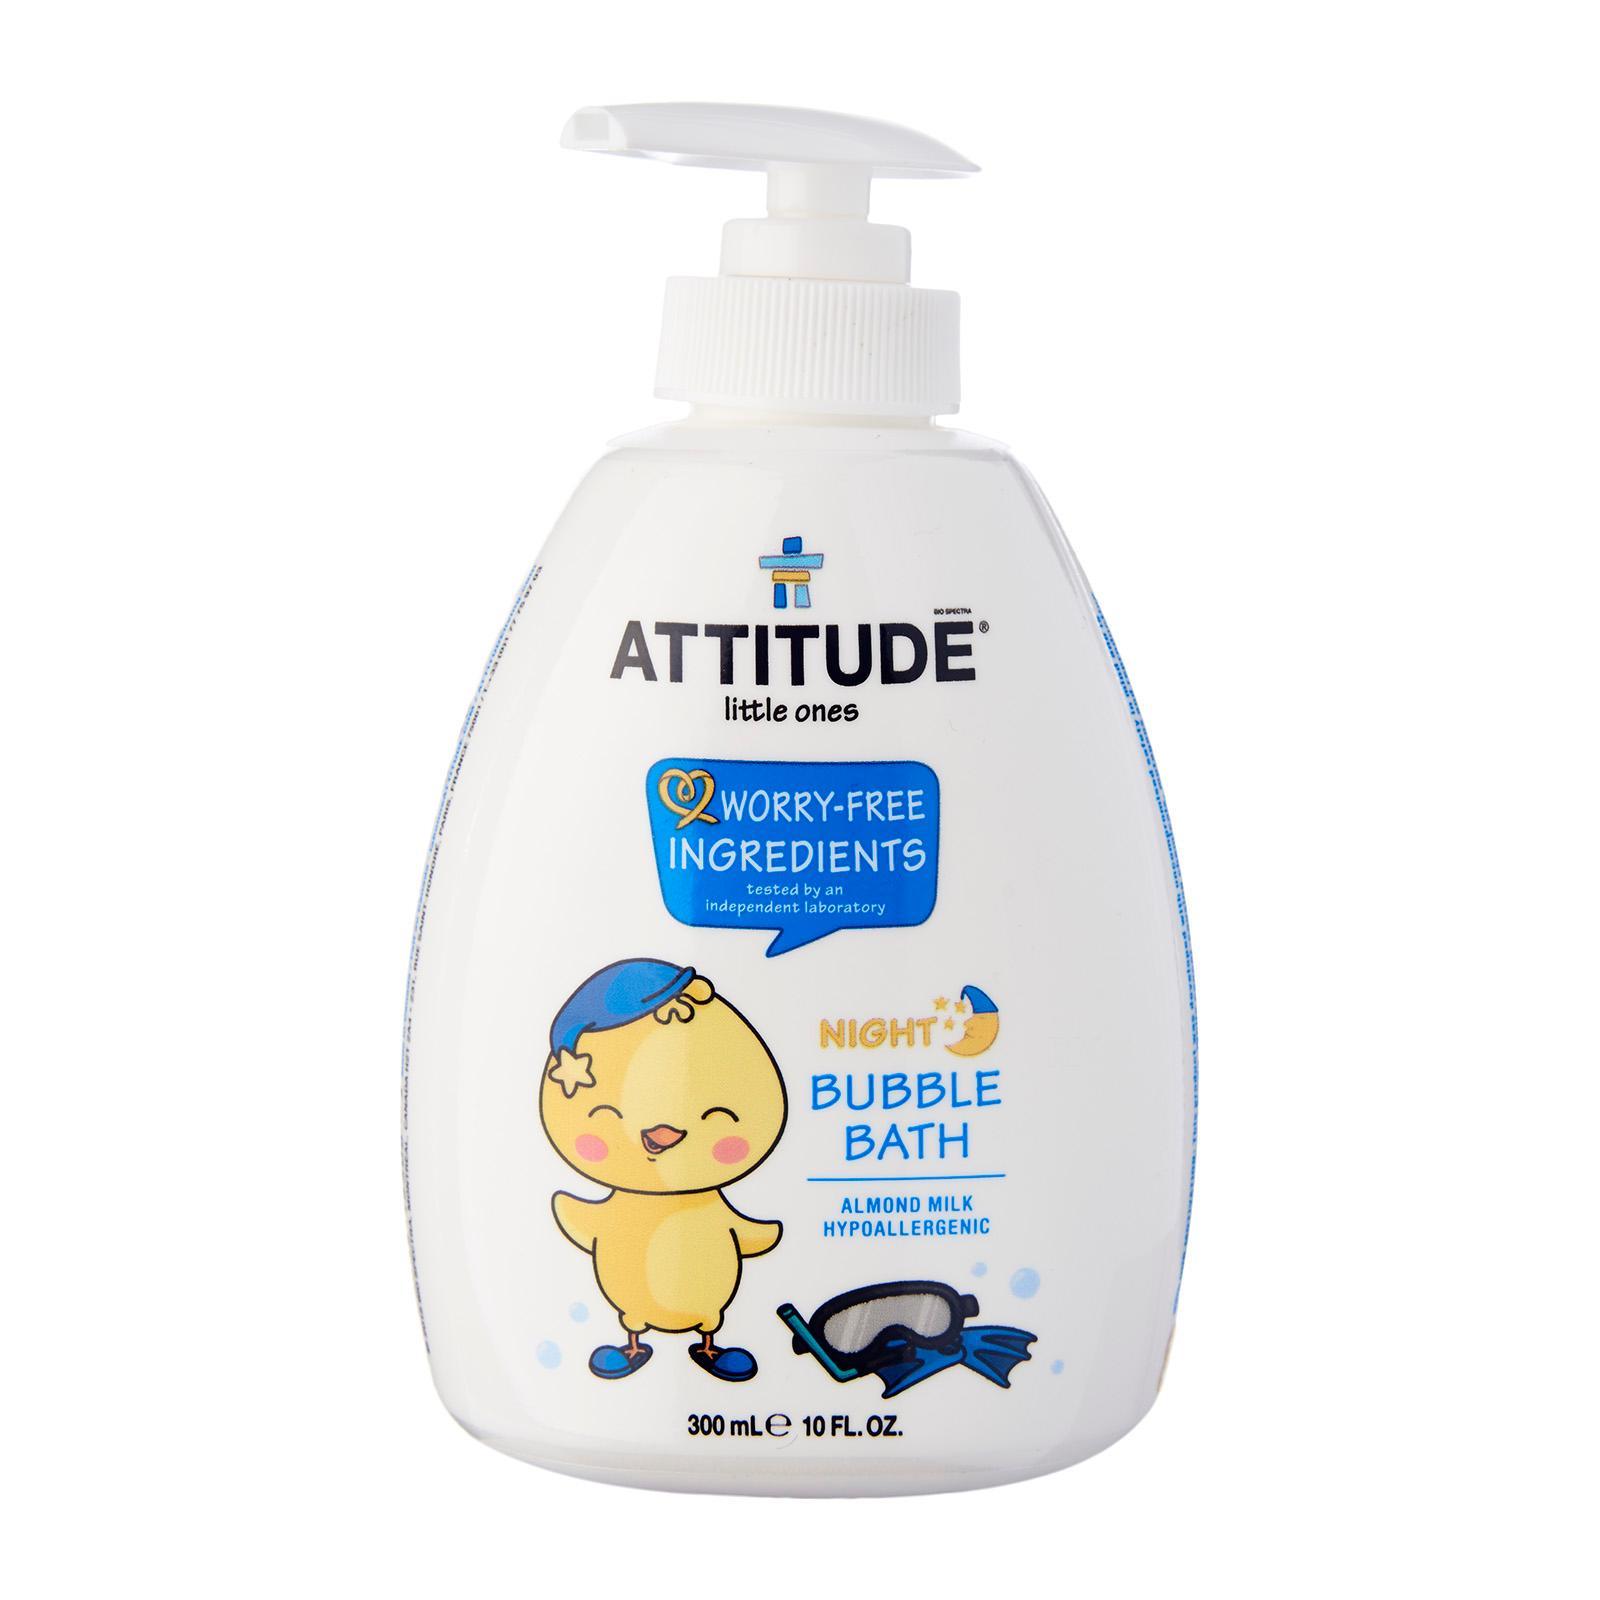 BIO SPECTRA
ATTITUDE®
little ones
WORRY-FREE
INGREDIENTS
tested by an
independent laboratory
NIGHT
BUBBLE
BATH
ALMOND MILK
HYPOALLERGENIC
300 mL ℮ 10 FL. OZ.